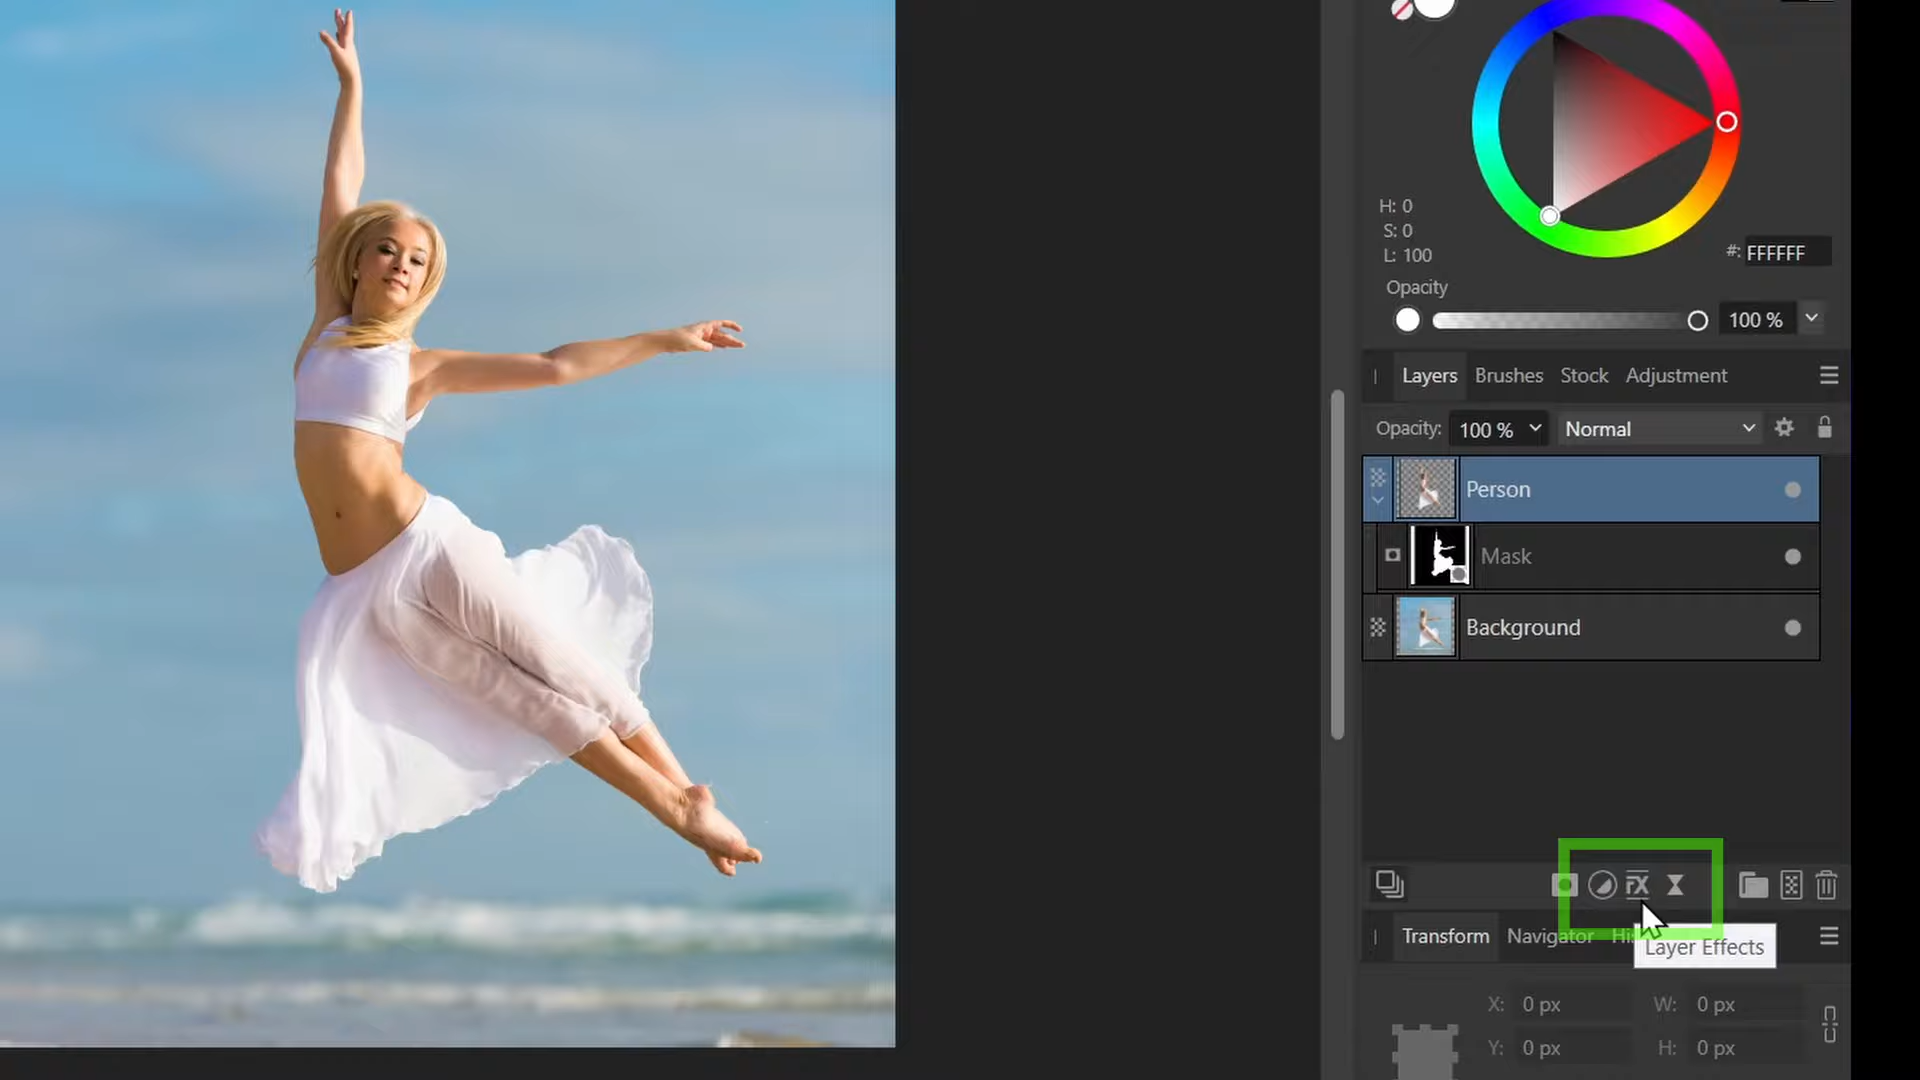 H: 0
S: 0
L: 100
#: FFFFFF
Opacity
100 %
Layers Brushes Stock Adjustment
Opacity: 100 % Normal
Person
Mask
Background
FX
Transform Navigator Hi
Layer Effects
X: 0 px W: 0 px
Y: 0 px H: 0 px